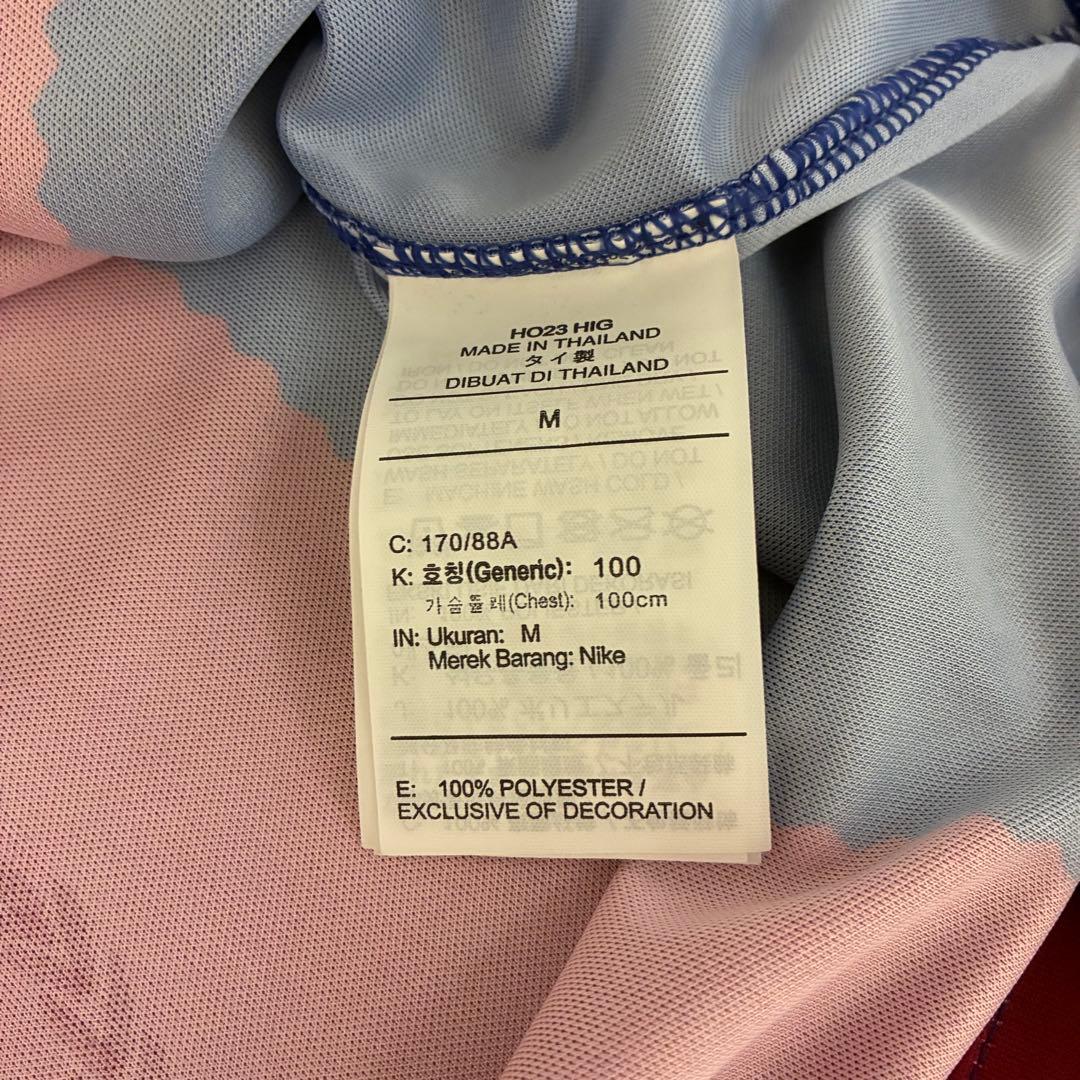 HO23 HIG
MADE IN THAILAND
タイ製
DIBUAT DI THAILAND
M
C: 170/88A
K: 호칭(Generic): 100
가슴둘레(Chest): 100cm
IN: Ukuran: M
Merek Barang: Nike
E: 100% POLYESTER /
EXCLUSIVE OF DECORATION